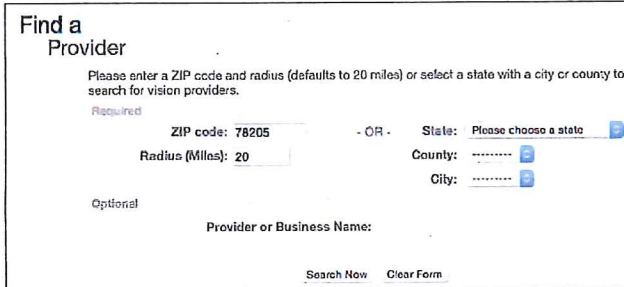 Find a
Provider
Please enter a ZIP code and radius (defaults to 20 miles) or select a state with a city or county to
search for vision providers.
Required
ZIP code: 78205 - OR - State: Please choose a state
Radius (Miles): 20 County: ---------
City: ---------
Optional
Provider or Business Name:
Search Now Clear Form